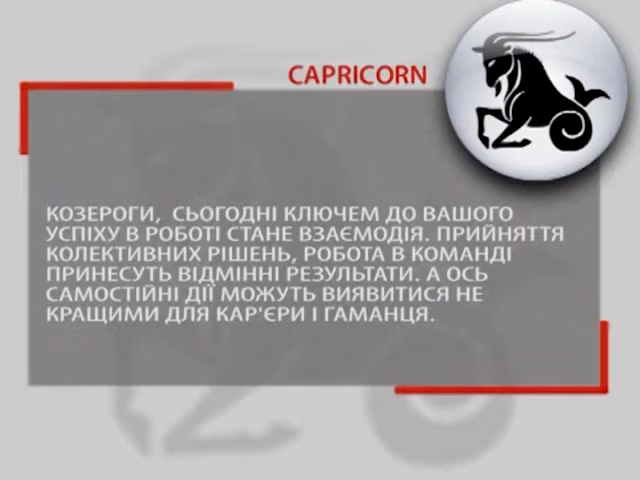 CAPRICORN
КОЗЕРОГИ, СЬОГОДНІ КЛЮЧЕМ ДО ВАШОГО
УСПІХУ В РОБОТІ СТАНЕ ВЗАЄМОДІЯ. ПРИЙНЯТТЯ
КОЛЕКТИВНИХ РІШЕНЬ, РОБОТА В КОМАНДІ
ПРИНЕСУТЬ ВІДМІННІ РЕЗУЛЬТАТИ. А ОСЬ
САМОСТІЙНІ ДІЇ МОЖУТЬ ВИЯВИТИСЯ НЕ
КРАЩИМИ ДЛЯ КАР'ЄРИ І ГАМАНЦЯ.